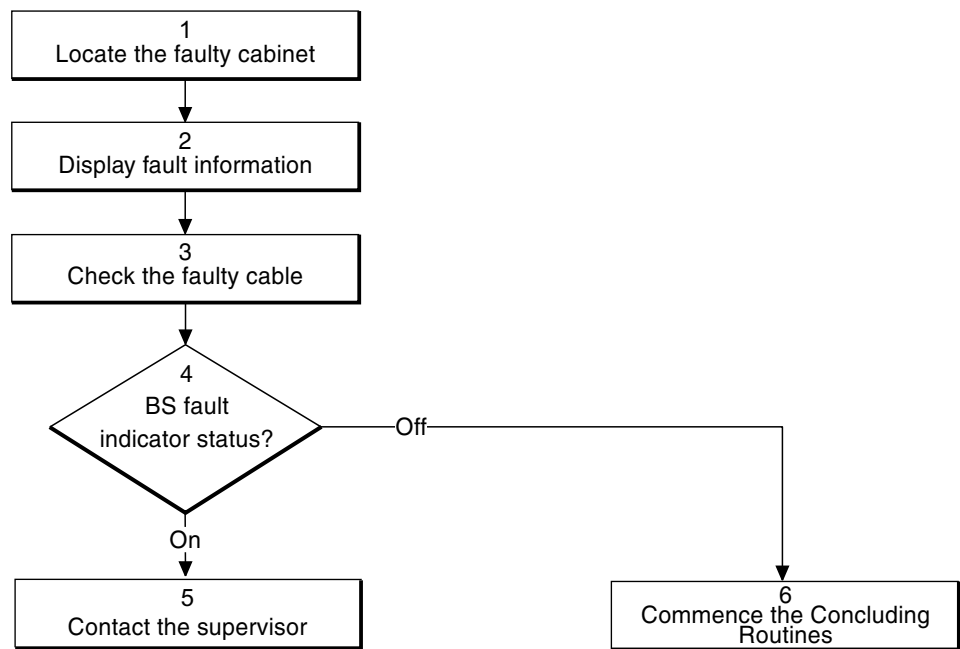 1
Locate the faulty cabinet
2
Display fault information
3
Check the faulty cable
4
BS fault
indicator status?
Off
On
5
Contact the supervisor
6
Commence the Concluding
Routines